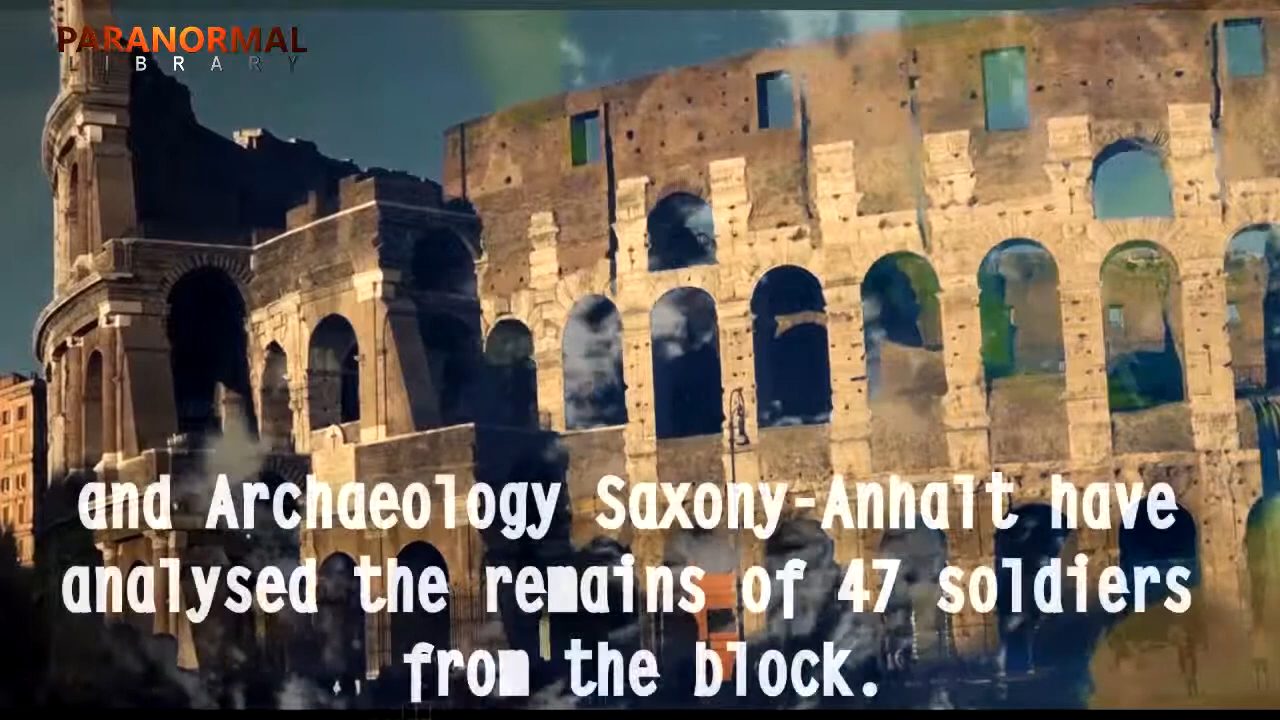 PARANORMAL
LIBRARY
and Archaeology Saxony-Anhalt have
analysed the remains of 47 soldiers
from the block.